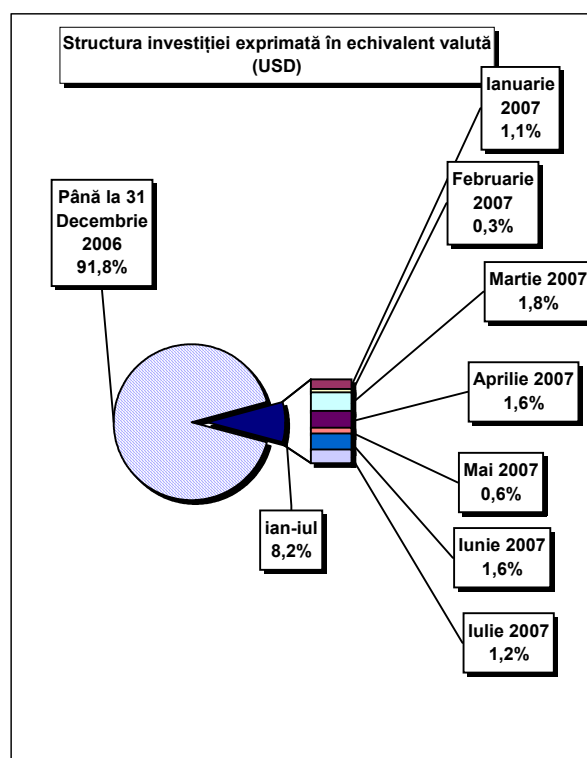 Structura investiției exprimată în echivalent valută
(USD)
Ianuarie
2007
1,1%
Februarie
2007
0,3%
Până la 31
Decembrie
2006
91,8%
Martie 2007
1,8%
Aprilie 2007
1,6%
Mai 2007
0,6%
ian-iul
8,2%
Iunie 2007
1,6%
Iulie 2007
1,2%